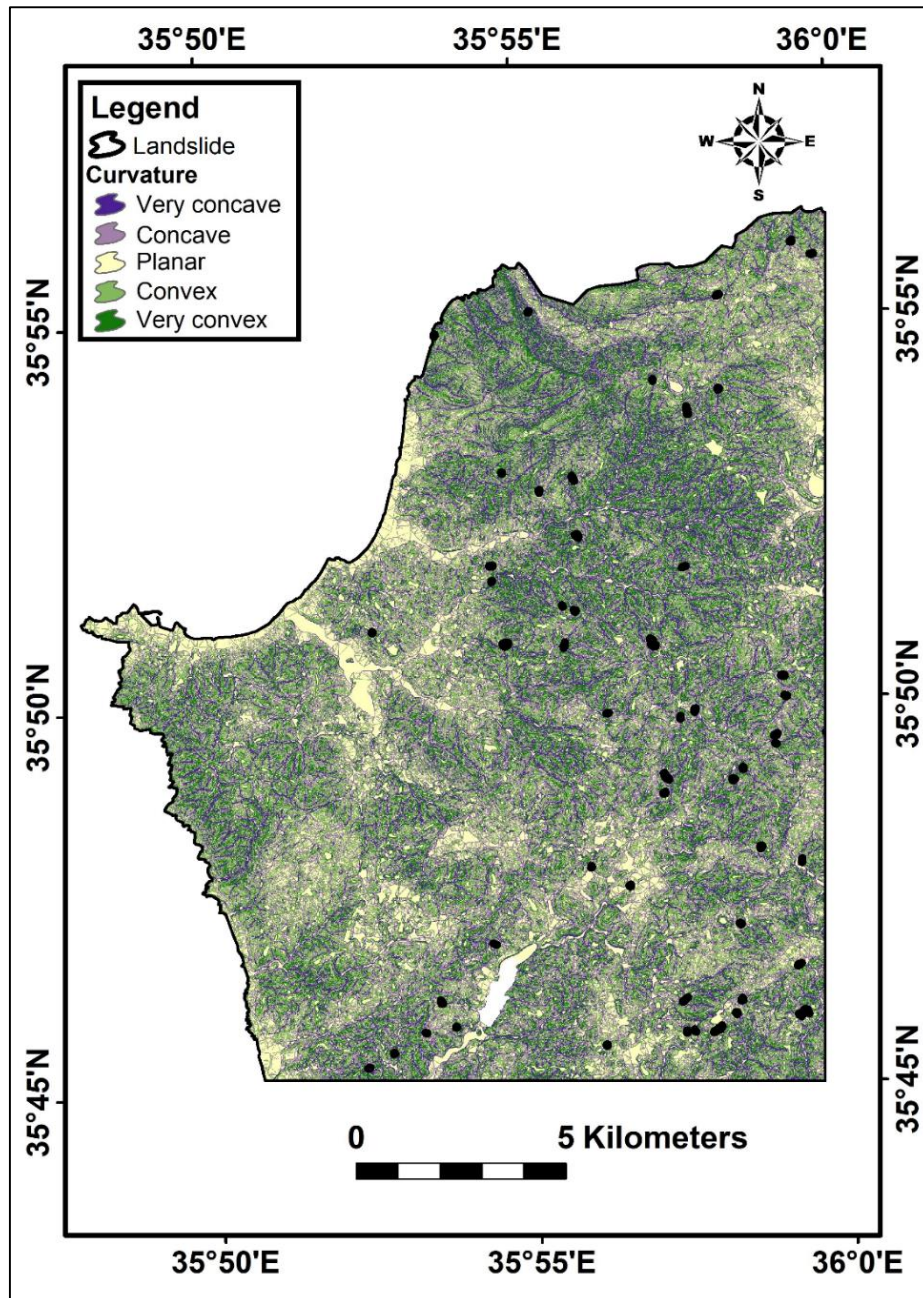 35°50'E 35°55'E 36°0'E
Legend
Landslide
Curvature
Very concave
Concave
Planar
Convex
Very convex
N
W E
S
35°55'N 35°55'N
35°50'N 35°50'N
35°45'N 35°45'N
0 5 Kilometers
35°50'E 35°55'E 36°0'E